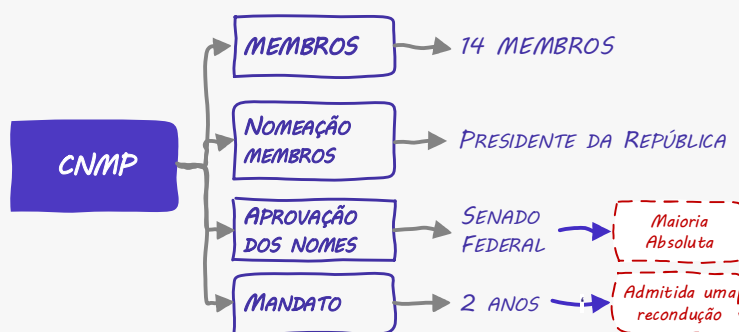 CNMP
MEMBROS
14 MEMBROS
NOMEAÇÃO
MEMBROS
PRESIDENTE DA REPÚBLICA
APROVAÇÃO
DOS NOMES
SENADO
FEDERAL
Maioria
Absoluta
MANDATO
2 ANOS
Admitida uma
recondução